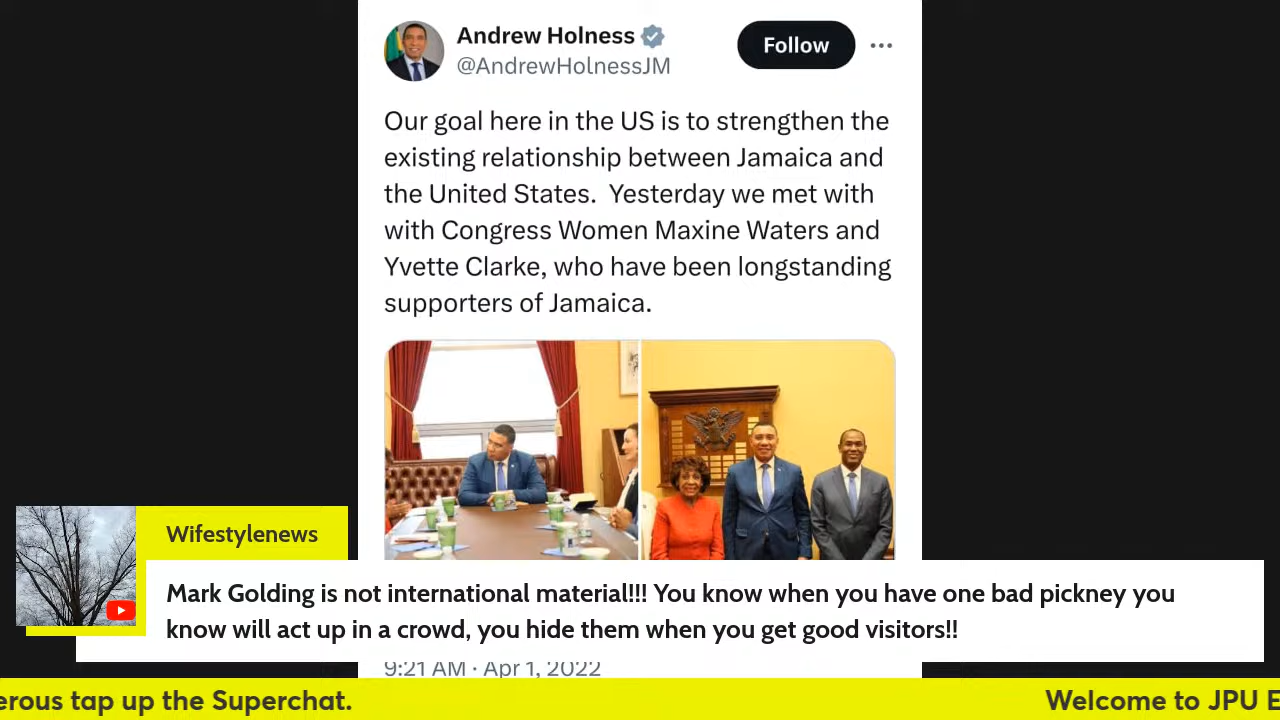 Andrew Holness
@AndrewHolnessJM
Follow
Our goal here in the US is to strengthen the
existing relationship between Jamaica and
the United States.  Yesterday we met with
with Congress Women Maxine Waters and
Yvette Clarke, who have been longstanding
supporters of Jamaica.
Wifestylenews
Mark Golding is not international material!!! You know when you have one bad pickney you
know will act up in a crowd, you hide them when you get good visitors!!
9:21 AM · Apr 1, 2022
erous tap up the Superchat.
Welcome to JPU E